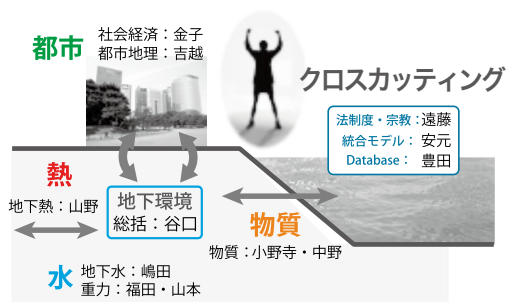 都市
社会経済：金子
都市地理：吉越
クロスカッティング
法制度・宗教：遠藤
統合モデル：安元
Database：豊田
熱
地下熱：山野
地下環境
総括：谷口
物質
物質：小野寺・中野
水
地下水：嶋田
重力：福田・山本